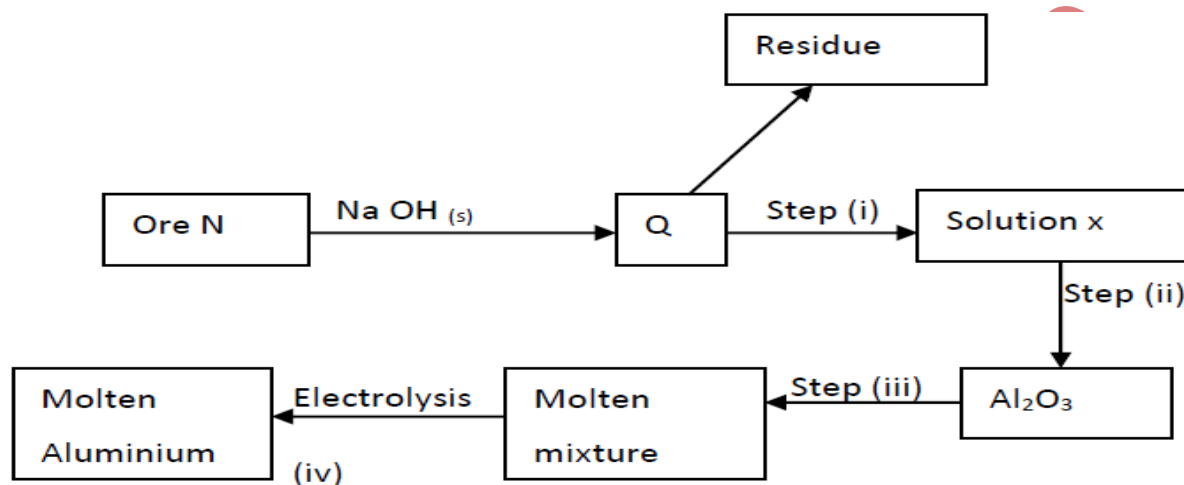 Residue
Ore N
Na OH (s)
Q
Step (i)
Solution x
Step (ii)
Molten
Aluminium
Electrolysis
(iv)
Molten
mixture
Step (iii)
Al₂O₃